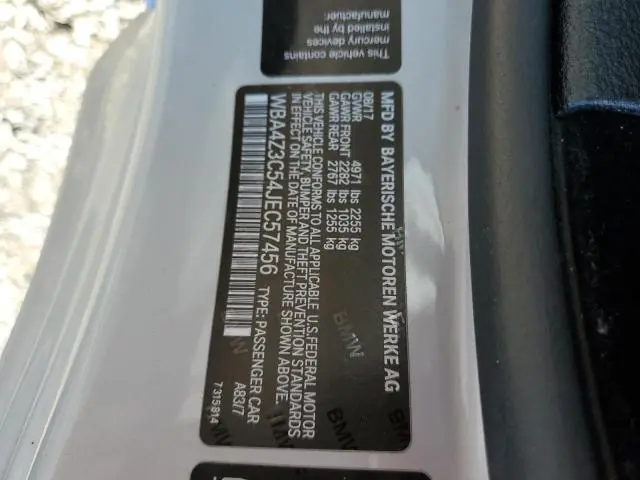 This vehicle contains
mercury devices
installed by the
manufacturer:
MFD BY BAYERISCHE MOTOREN WERKE AG
08/17
GVWR 4971 lbs 2255 kg
GAWR FRONT 2282 lbs 1035 kg
GAWR REAR 2767 lbs 1255 kg
THIS VEHICLE CONFORMS TO ALL APPLICABLE U.S. FEDERAL MOTOR
VEHICLE SAFETY, BUMPER AND THEFT PREVENTION STANDARDS
IN EFFECT ON THE DATE OF MANUFACTURE SHOWN ABOVE.
WBA4Z3C54JEC57456 TYPE: PASSENGER CAR
A83/7
7315814
BMW
BMW
BMW